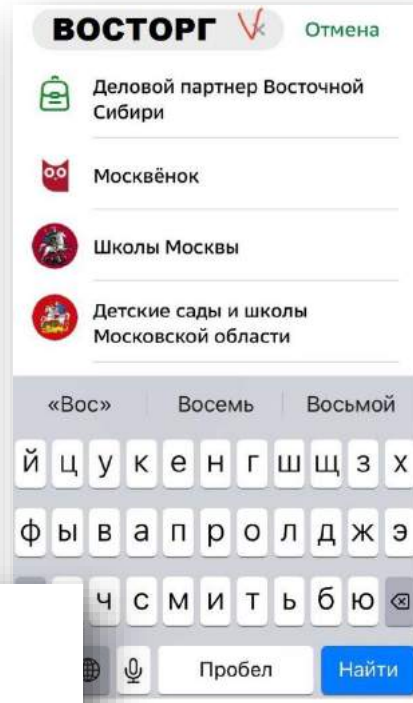 ВОСТОРГ Отмена
Деловой партнер Восточной
Сибири
Москвёнок
Школы Москвы
Детские сады и школы
Московской области
«Вос» Восемь Восьмой
й ц у к е н г ш щ з х
ф ы в а п р о л д ж э
ч с м и т ь б ю
Пробел Найти